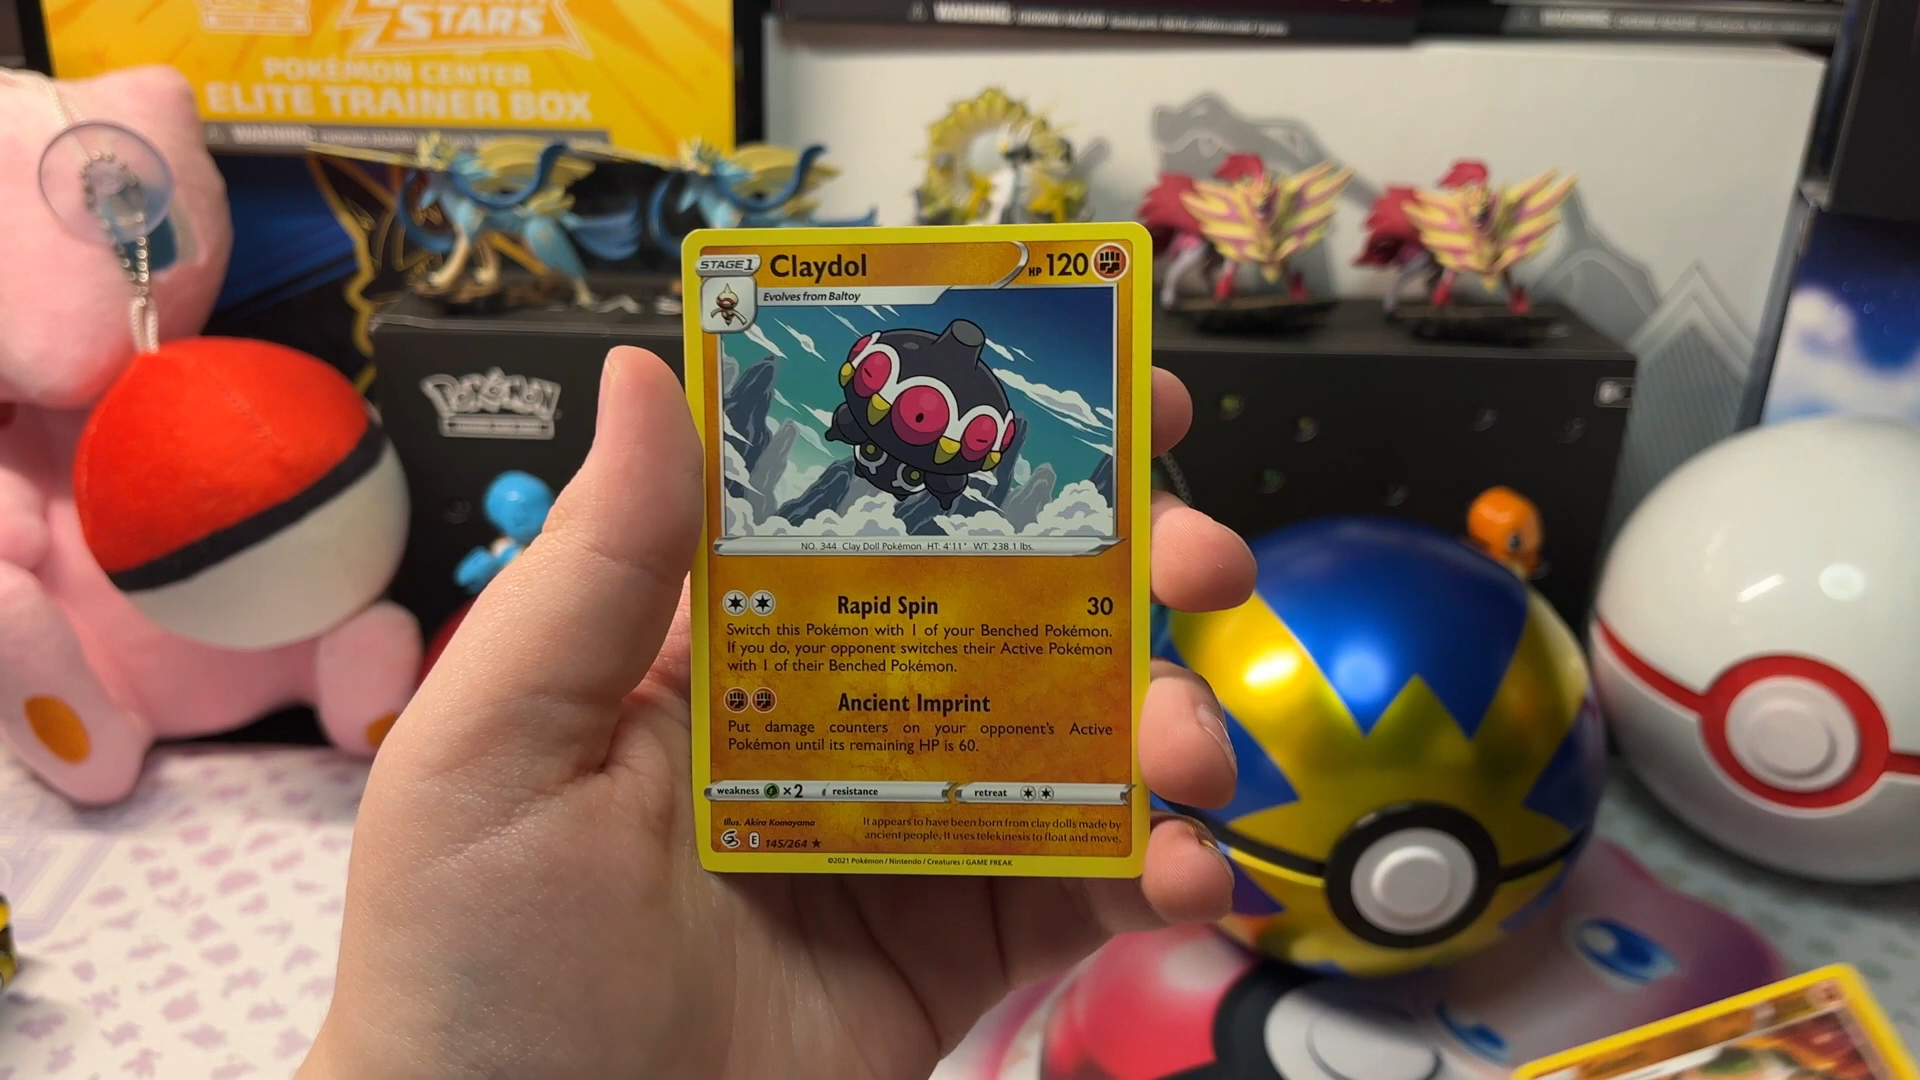 STARS
POKÉMON CENTER
ELITE TRAINER BOX
WARNING:
WARNING:
WARNING:
Pokémon
STAGE 1
Claydol
HP 120
Evolves from Baltoy
NO. 344 Clay Doll Pokémon HT: 4'11" WT: 238.1 lbs.
Rapid Spin 30
Switch this Pokémon with 1 of your Benched Pokémon.
If you do, your opponent switches their Active Pokémon
with 1 of their Benched Pokémon.
Ancient Imprint
Put damage counters on your opponent's Active
Pokémon until its remaining HP is 60.
weakness ×2 resistance retreat
Illus. Akira Komayama
It appears to have been born from clay dolls made by
ancient people. It uses telekinesis to float and move.
E 145/264 ★
©2021 Pokémon / Nintendo / Creatures / GAME FREAK